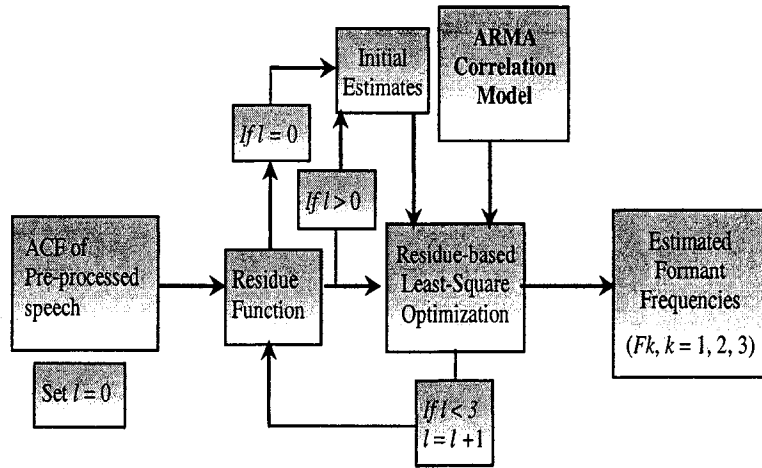 Initial
Estimates
ARMA
Correlation
Model
If l = 0
If l > 0
ACF of
Pre-processed
speech
Residue
Function
Residue-based
Least-Square
Optimization
Estimated
Formant
Frequencies
(Fk, k = 1, 2, 3)
Set l = 0
If l < 3
l = l +1